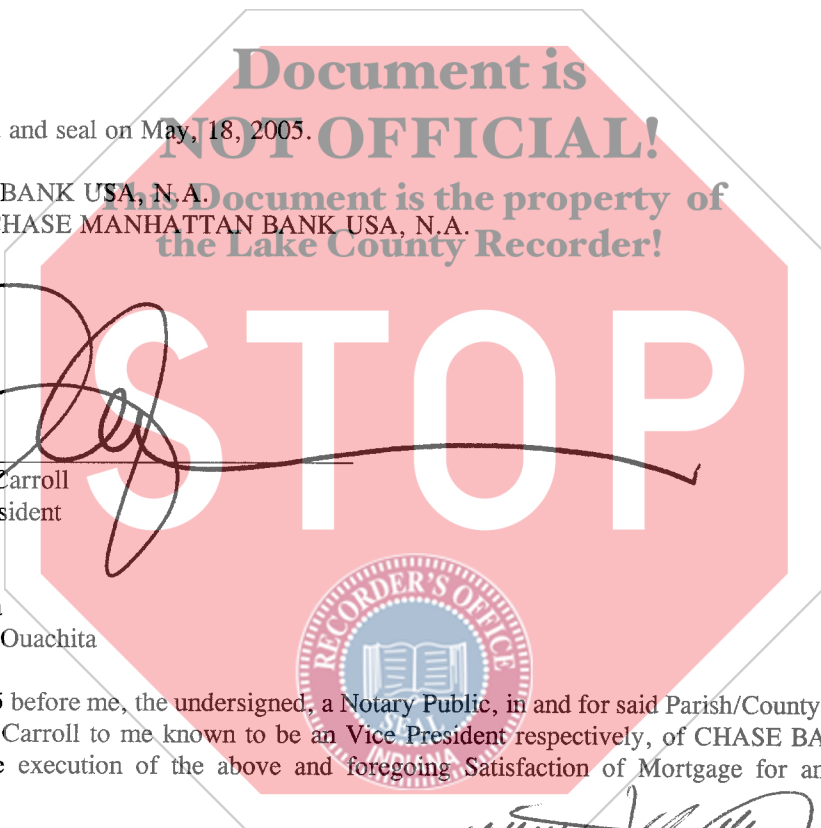 Document is
and seal on May, 18, 2005.
NOT OFFICIAL!
BANK USA, N.A.
This Document is the property of
CHASE MANHATTAN BANK USA, N.A.
the Lake County Recorder!
STOP
Carroll
sident
Ouachita
RECORDER'S OFFICE
SEAL
INDIANA
5 before me, the undersigned, a Notary Public, in and for said Parish/County
Carroll to me known to be an Vice President respectively, of CHASE BA
e execution of the above and foregoing Satisfaction of Mortgage for an